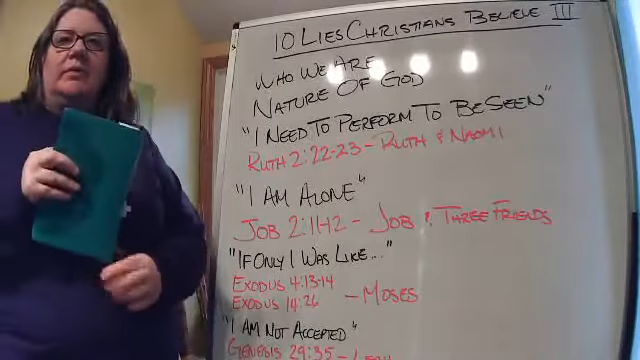 10 Lies Christians Believe III
Who We Are
Nature Of God
"I Need To Perform To Be Seen"
Ruth 2:22-23 - Ruth & Naomi
"I Am Alone"
Job 2:11-12 - Job & Three Friends
"If Only I Was Like..."
Exodus 4:13-14
Exodus 14:26 - Moses
"I Am Not Accepted"
Genesis 29:35 -